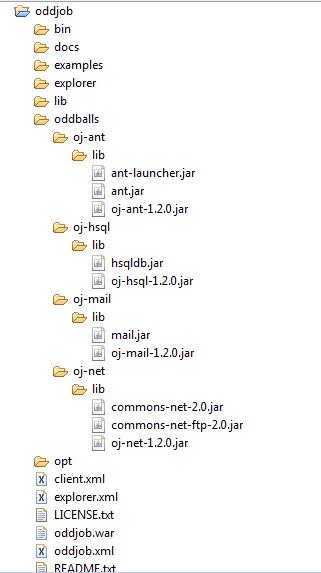 oddjob
bin
docs
examples
explorer
lib
oddballs
oj-ant
lib
ant-launcher.jar
ant.jar
oj-ant-1.2.0.jar
oj-hsql
lib
hsqldb.jar
oj-hsql-1.2.0.jar
oj-mail
lib
mail.jar
oj-mail-1.2.0.jar
oj-net
lib
commons-net-2.0.jar
commons-net-ftp-2.0.jar
oj-net-1.2.0.jar
opt
client.xml
explorer.xml
LICENSE.txt
oddjob.war
oddjob.xml
README.txt